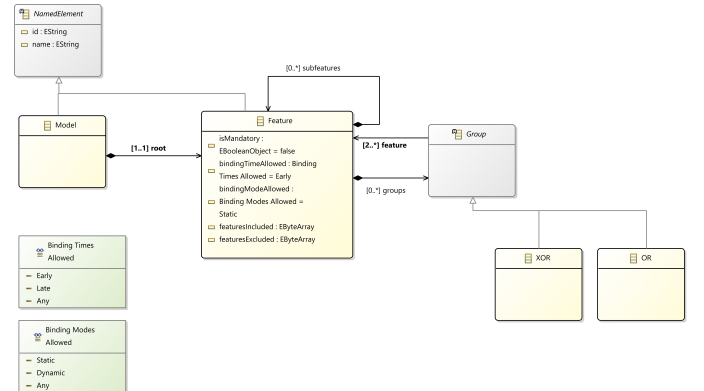 NamedElement
id : EString
name : EString
[0..*] subfeatures
Model
Feature
isMandatory :
EBooleanObject = false
bindingTimeAllowed : Binding
Times Allowed = Early
bindingModeAllowed :
Binding Modes Allowed =
Static
featuresIncluded : EByteArray
featuresExcluded : EByteArray
[1..1] root
[2..*] feature
[0..*] groups
Group
XOR
OR
Binding Times
Allowed
Early
Late
Any
Binding Modes
Allowed
Static
Dynamic
Any